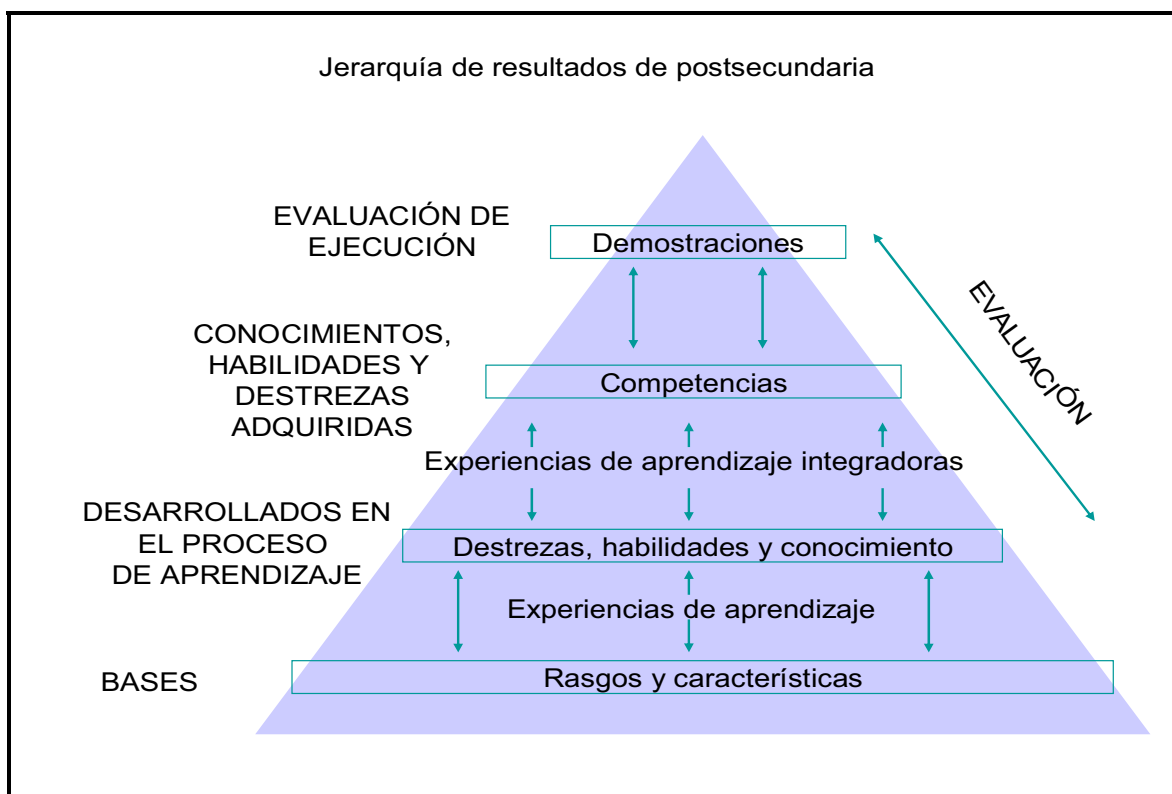 Jerarquía de resultados de postsecundaria
EVALUACIÓN DE
EJECUCIÓN
Demostraciones
EVALUACIÓN
CONOCIMIENTOS,
HABILIDADES Y
DESTREZAS
ADQUIRIDAS
Competencias
Experiencias de aprendizaje integradoras
DESARROLLADOS EN
EL PROCESO
DE APRENDIZAJE
Destrezas, habilidades y conocimiento
Experiencias de aprendizaje
BASES
Rasgos y características